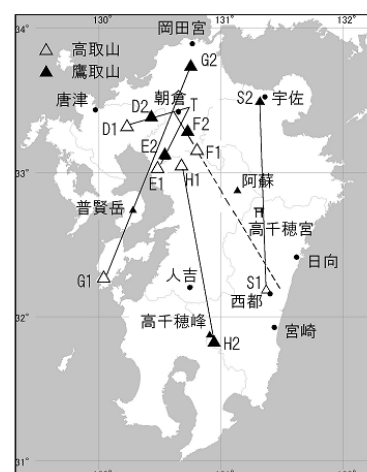 130° 131° 132°
岡田宮
△ 高取山
▲ 鷹取山
G2
唐津
朝倉
S2
宇佐
D2
T
D1
F2
E2
F1
E1
H1
33°
阿蘇
普賢岳
高千穂宮
日向
G1
人吉
S1
西都
32°
高千穂峰
宮崎
H2
31°